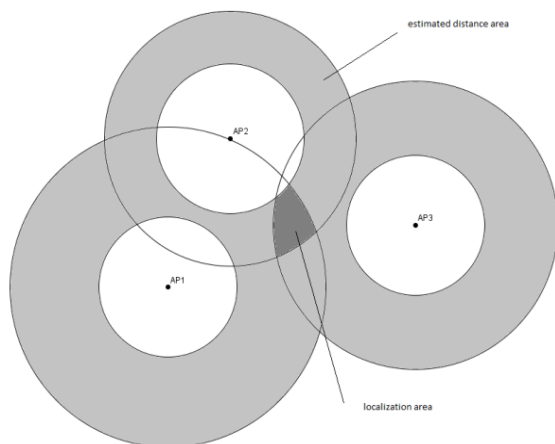 estimated distance area
AP2
AP3
AP1
localization area